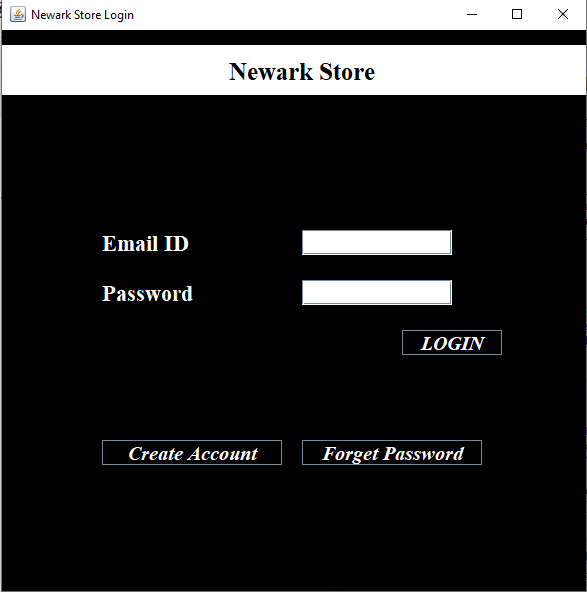 Newark Store Login
Newark Store
Email ID
Password
LOGIN
Create Account Forget Password